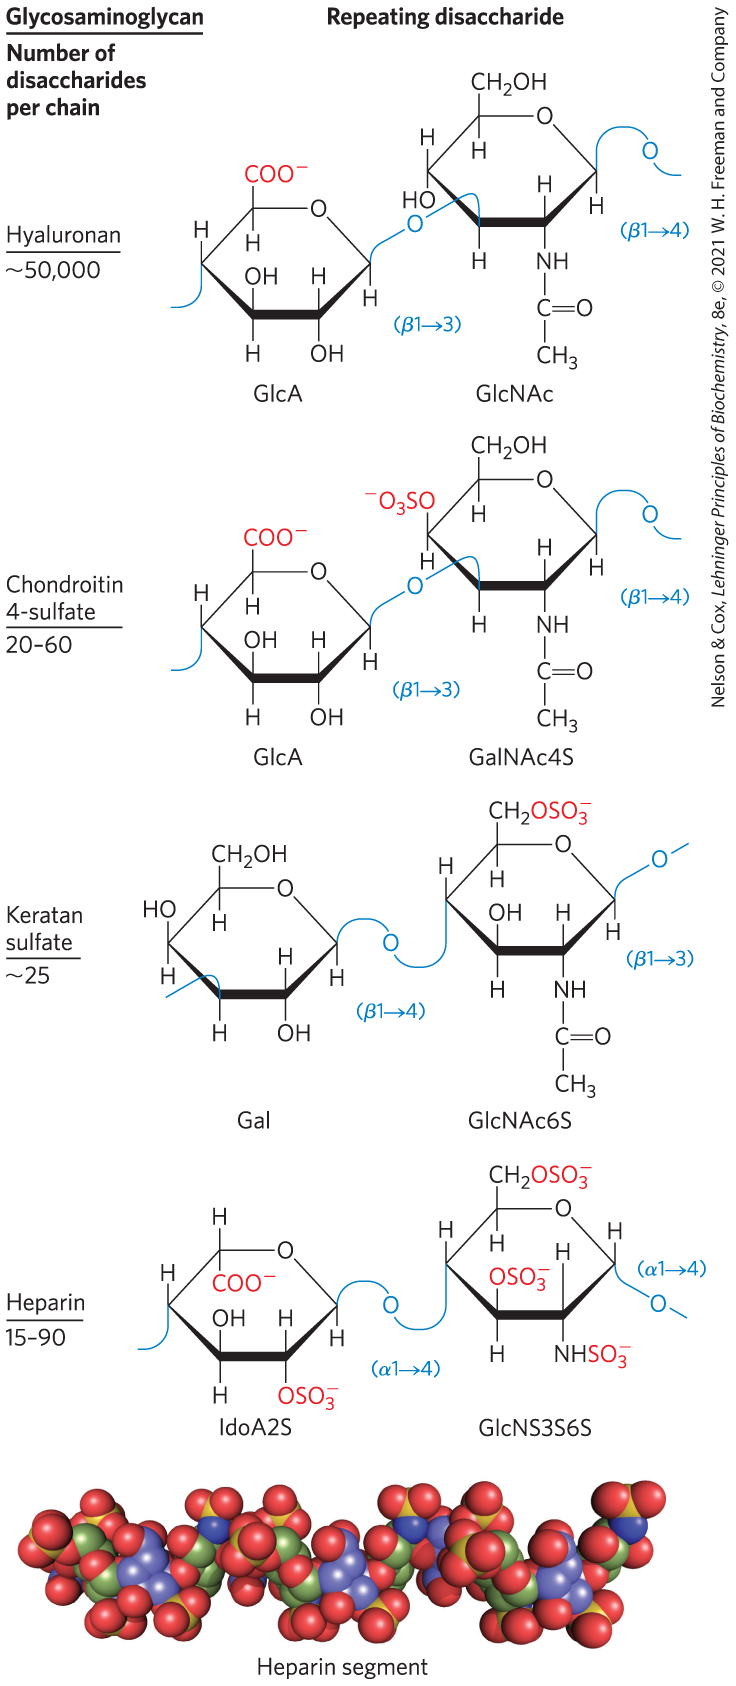 Glycosaminoglycan
Repeating disaccharide
Number of
disaccharides
per chain
Hyaluronan
~50,000
COO⁻
H
H
OH
H
H
OH
H
O
O
(β1→3)
GlcA
CH₂OH
H
H
HO
O
H
H
H
NH
C=O
CH₃
O
(β1→4)
GlcNAc
Chondroitin
4-sulfate
20–60
COO⁻
H
H
OH
H
H
OH
H
O
O
(β1→3)
GlcA
CH₂OH
⁻O₃SO
H
H
O
H
H
H
NH
C=O
CH₃
O
(β1→4)
GalNAc4S
Keratan
sulfate
~25
CH₂OH
HO
H
H
O
H
H
H
OH
O
(β1→4)
Gal
CH₂OSO₃⁻
H
H
OH
H
O
H
H
NH
C=O
CH₃
O
(β1→3)
GlcNAc6S
Heparin
15–90
H
COO⁻
H
OH
H
O
H
H
OSO₃⁻
O
(α1→4)
IdoA2S
CH₂OSO₃⁻
H
H
OSO₃⁻
H
O
H
H
NHSO₃⁻
O
(α1→4)
GlcNS3S6S
Heparin segment
Nelson & Cox, Lehninger Principles of Biochemistry, 8e, © 2021 W. H. Freeman and Company